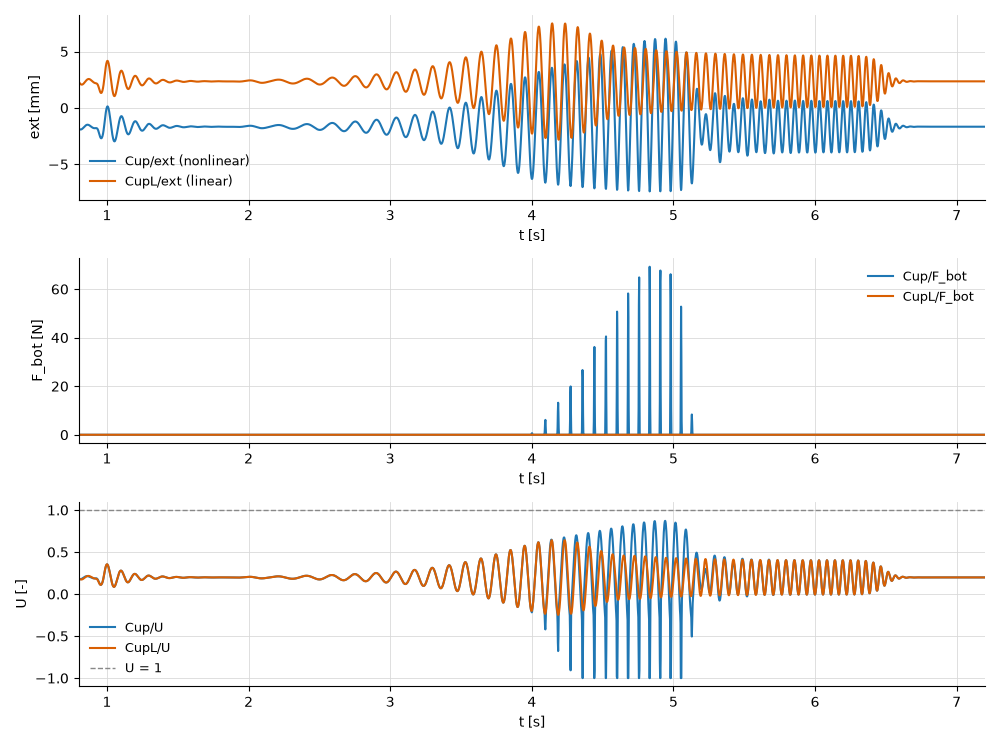 ext [mm]
5
0
−5
Cup/ext (nonlinear)
CupL/ext (linear)
1 2 3 4 5 6 7
t [s]
F_bot [N]
60
40
20
0
Cup/F_bot
CupL/F_bot
1 2 3 4 5 6 7
t [s]
U [-]
1.0
0.5
0.0
−0.5
−1.0
Cup/U
CupL/U
U = 1
1 2 3 4 5 6 7
t [s]